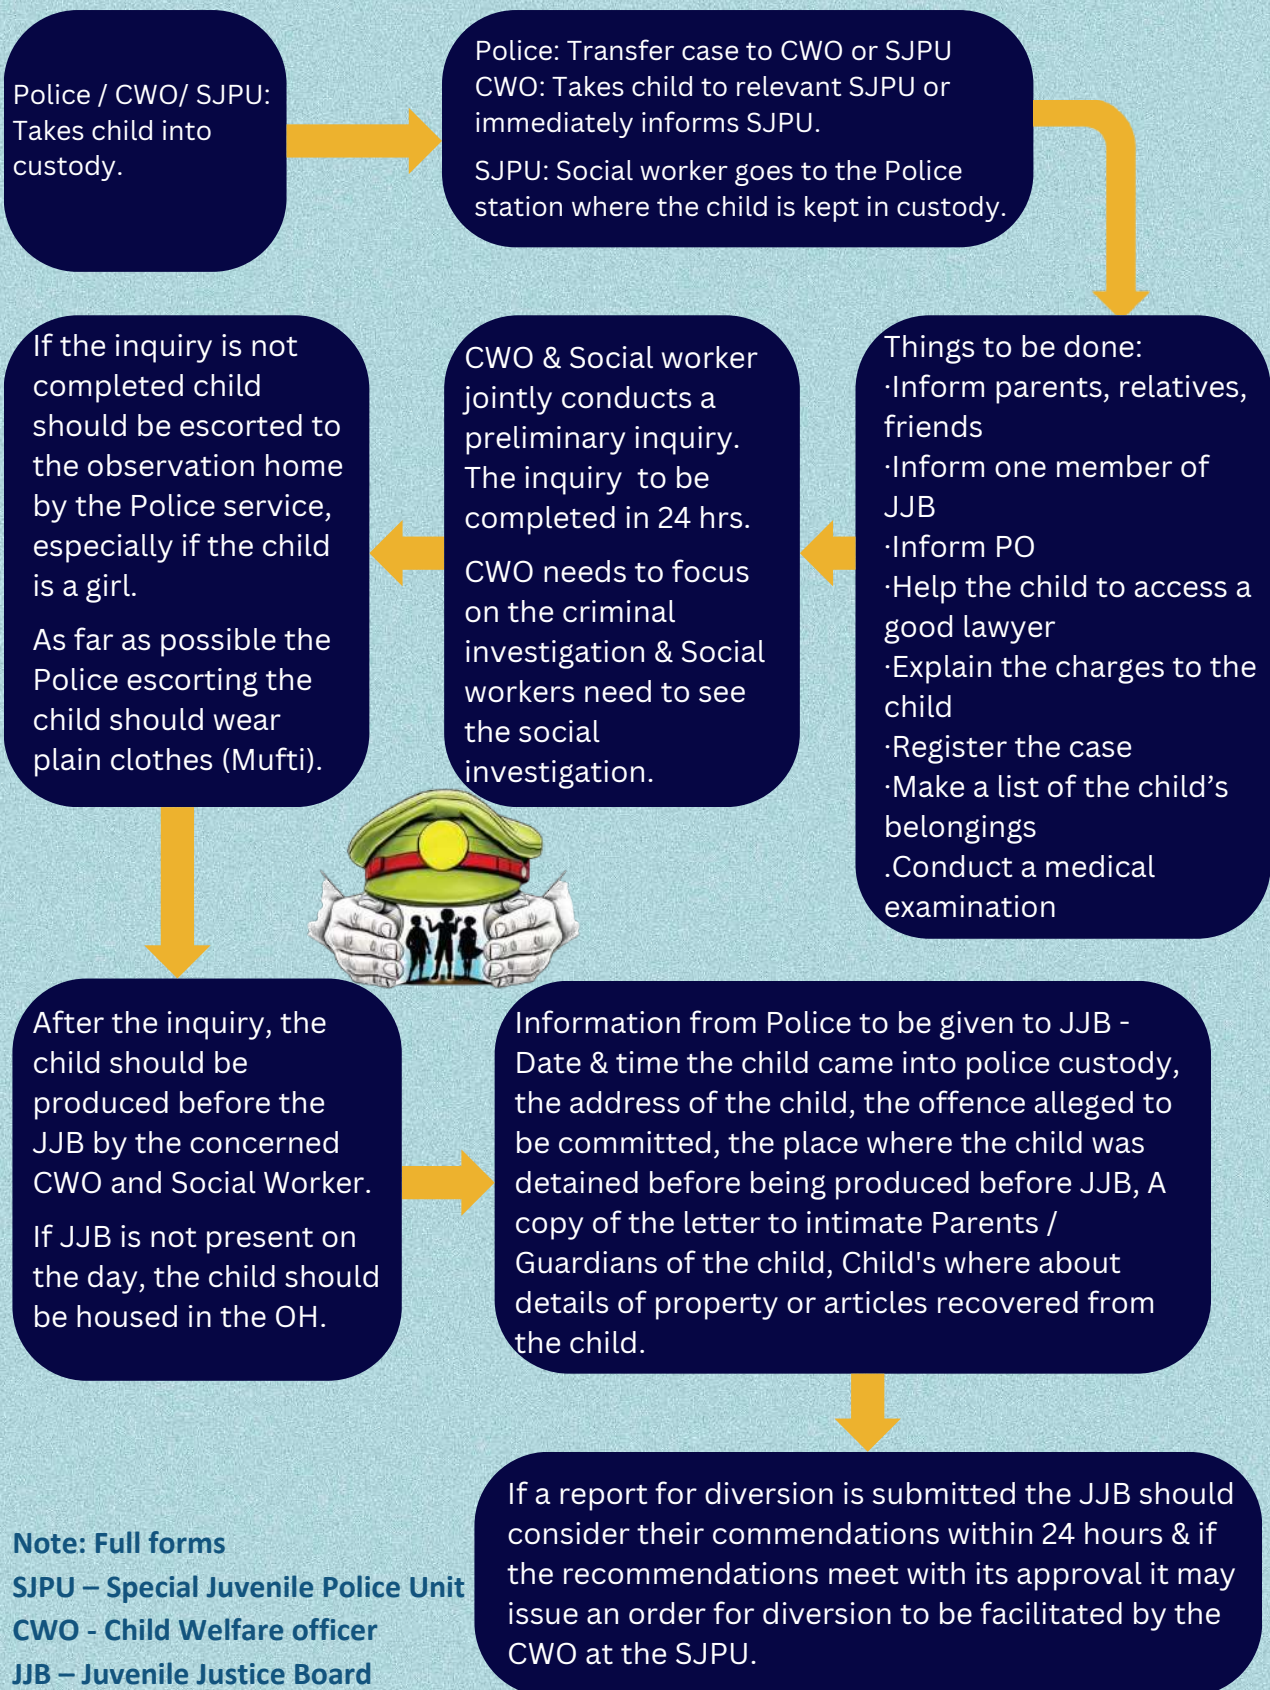 Police / CWO/ SJPU:
Takes child into
custody.
Police: Transfer case to CWO or SJPU
CWO: Takes child to relevant SJPU or
immediately informs SJPU.
SJPU: Social worker goes to the Police
station where the child is kept in custody.
Things to be done:
·Inform parents, relatives,
friends
·Inform one member of
JJB
·Inform PO
·Help the child to access a
good lawyer
·Explain the charges to the
child
·Register the case
·Make a list of the child’s
belongings
.Conduct a medical
examination
CWO & Social worker
jointly conducts a
preliminary inquiry.
The inquiry to be
completed in 24 hrs.
CWO needs to focus
on the criminal
investigation & Social
workers need to see
the social
investigation.
If the inquiry is not
completed child
should be escorted to
the observation home
by the Police service,
especially if the child
is a girl.
As far as possible the
Police escorting the
child should wear
plain clothes (Mufti).
After the inquiry, the
child should be
produced before the
JJB by the concerned
CWO and Social Worker.
If JJB is not present on
the day, the child should
be housed in the OH.
Information from Police to be given to JJB -
Date & time the child came into police custody,
the address of the child, the offence alleged to
be committed, the place where the child was
detained before being produced before JJB, A
copy of the letter to intimate Parents /
Guardians of the child, Child's where about
details of property or articles recovered from
the child.
If a report for diversion is submitted the JJB should
consider their commendations within 24 hours & if
the recommendations meet with its approval it may
issue an order for diversion to be facilitated by the
CWO at the SJPU.
Note: Full forms
SJPU – Special Juvenile Police Unit
CWO - Child Welfare officer
JJB – Juvenile Justice Board